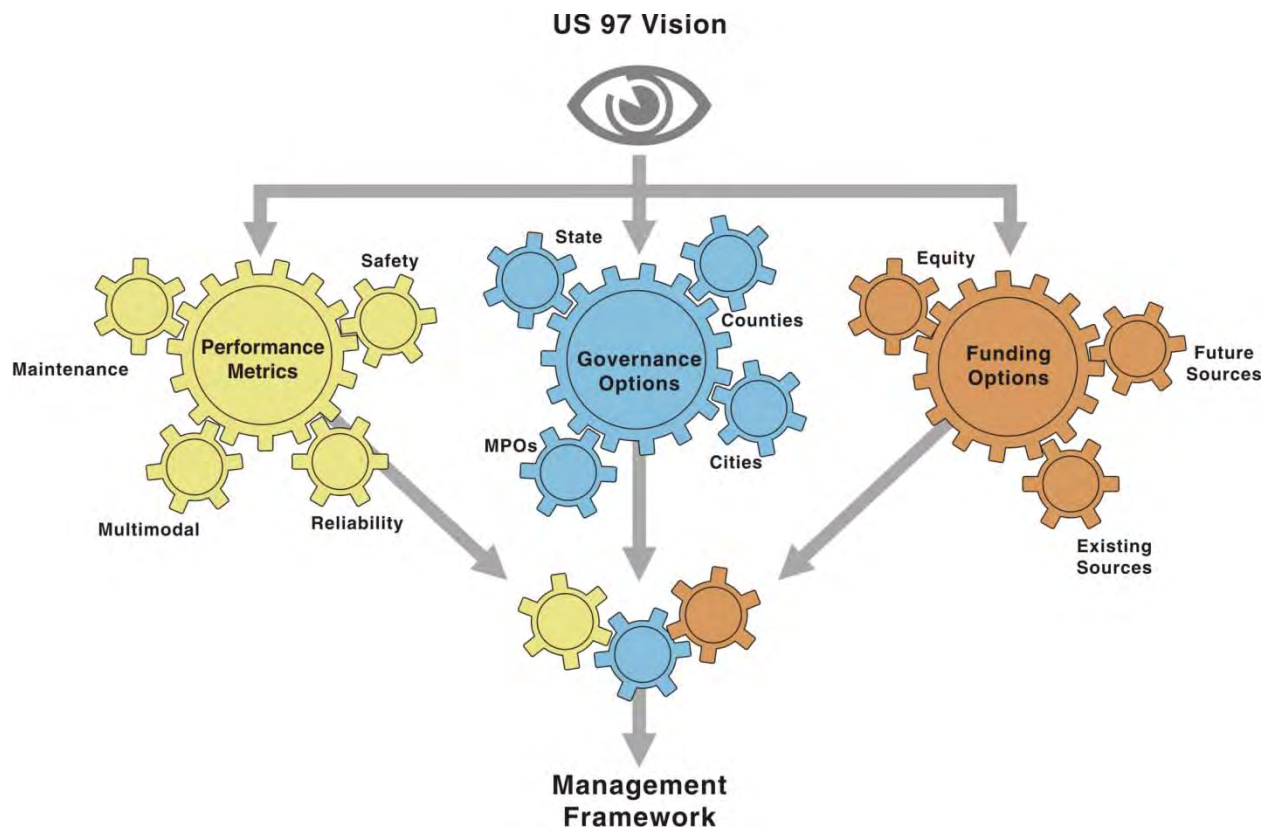 US 97 Vision
State
Safety
Equity
Counties
Performance
Metrics
Governance
Options
Funding
Options
Future
Sources
Maintenance
MPOs
Cities
Multimodal
Reliability
Existing
Sources
Management
Framework